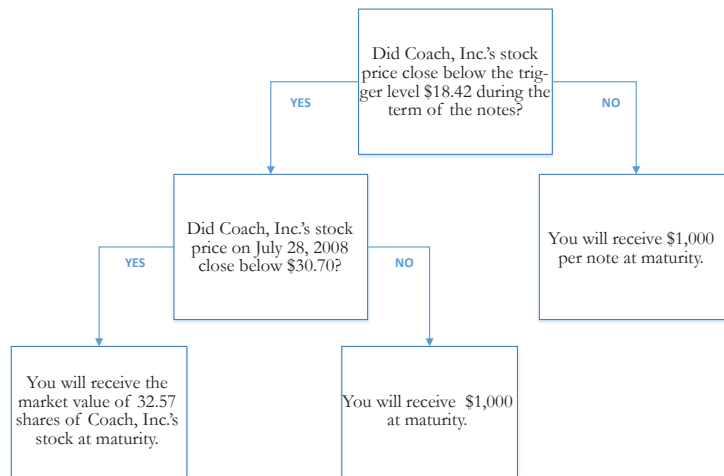 Did Coach, Inc.'s stock
price close below the trig-
ger level $18.42 during the
term of the notes?
YES
NO
Did Coach, Inc.'s stock
price on July 28, 2008
close below $30.70?
You will receive $1,000
per note at maturity.
YES
NO
You will receive the
market value of 32.57
shares of Coach, Inc.'s
stock at maturity.
You will receive  $1,000
at maturity.